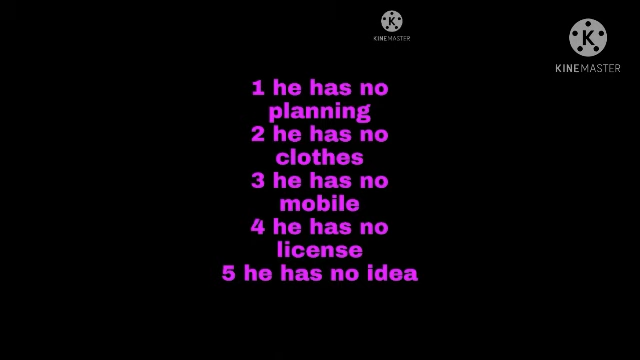 KINEMASTER
KINEMASTER
1 he has no
planning
2 he has no
clothes
3 he has no
mobile
4 he has no
license
5 he has no idea